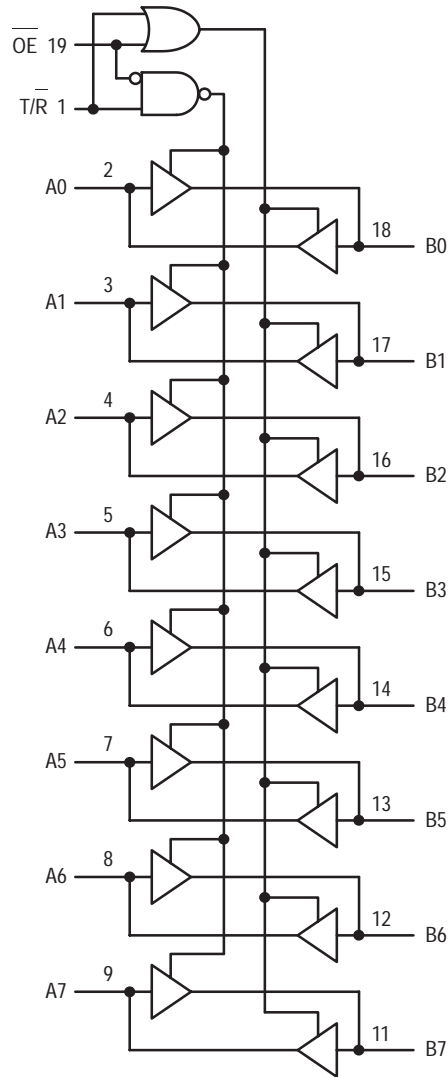 O̅E̅ 19
T/R̅ 1
A0 2
18 B0
A1 3
17 B1
A2 4
16 B2
A3 5
15 B3
A4 6
14 B4
A5 7
13 B5
A6 8
12 B6
A7 9
11 B7